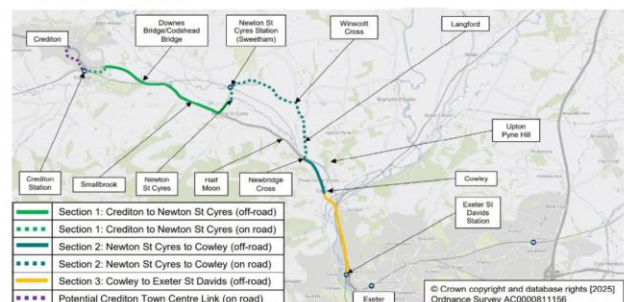 Crediton
Downes
Bridge/Codshead
Bridge
Newton St
Cyres Station
(Sweetham)
Winscott
Cross
Langford
Crediton
Station
Smallbrook
Newton
St Cyres
Half
Moon
Newbridge
Cross
Upton
Pyne Hill
Cowley
Exeter St
Davids
Station
Section 1: Crediton to Newton St Cyres (off-road)
Section 1: Crediton to Newton St Cyres (on road)
Section 2: Newton St Cyres to Cowley (off-road)
Section 2: Newton St Cyres to Cowley (on road)
Section 3: Cowley to Exeter St Davids (off-road)
Potential Crediton Town Centre Link (on road)
Exeter
© Crown copyright and database rights [2025]
Ordnance Survey AC0000811156